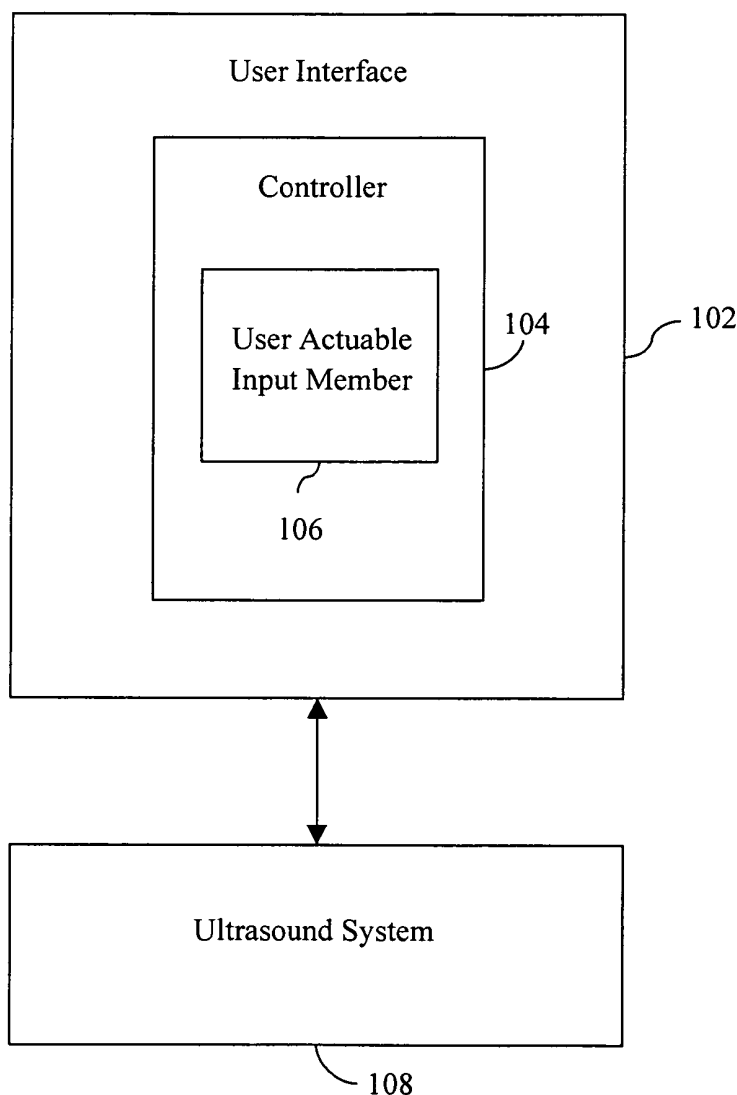 User Interface
Controller
User Actuable
Input Member
104
102
106
Ultrasound System
108